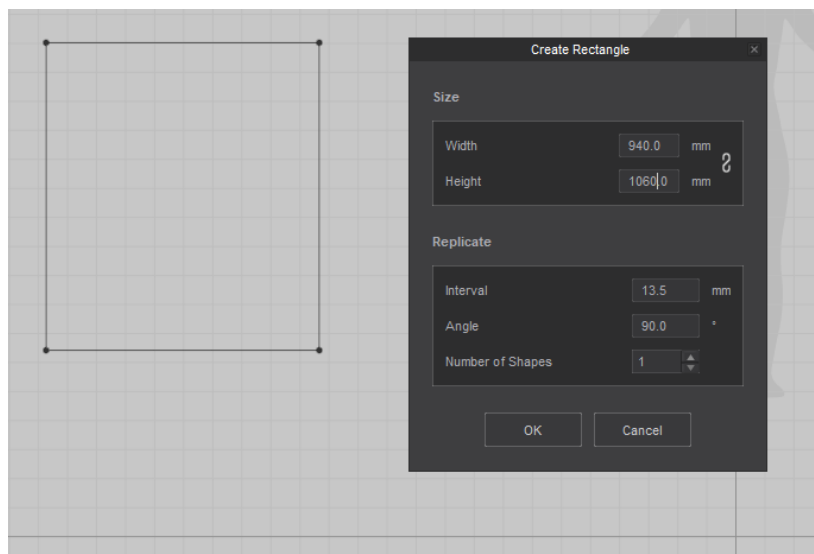 Create Rectangle ×
Size
Width 940.0 mm
Height 1060.0 mm
Replicate
Interval 13.5 mm
Angle 90.0 °
Number of Shapes 1
OK Cancel